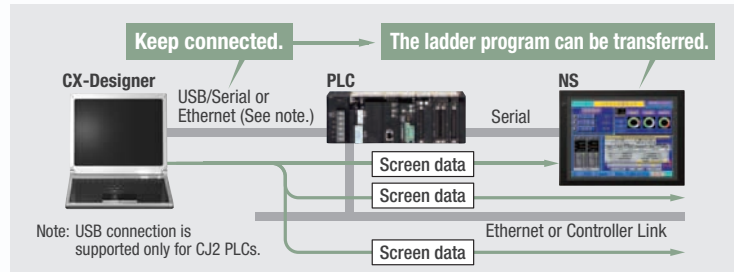 Keep connected.
The ladder program can be transferred.
CX-Designer
PLC
NS
USB/Serial or
Ethernet (See note.)
Serial
Screen data
Screen data
Ethernet or Controller Link
Note: USB connection is
supported only for CJ2 PLCs.
Screen data